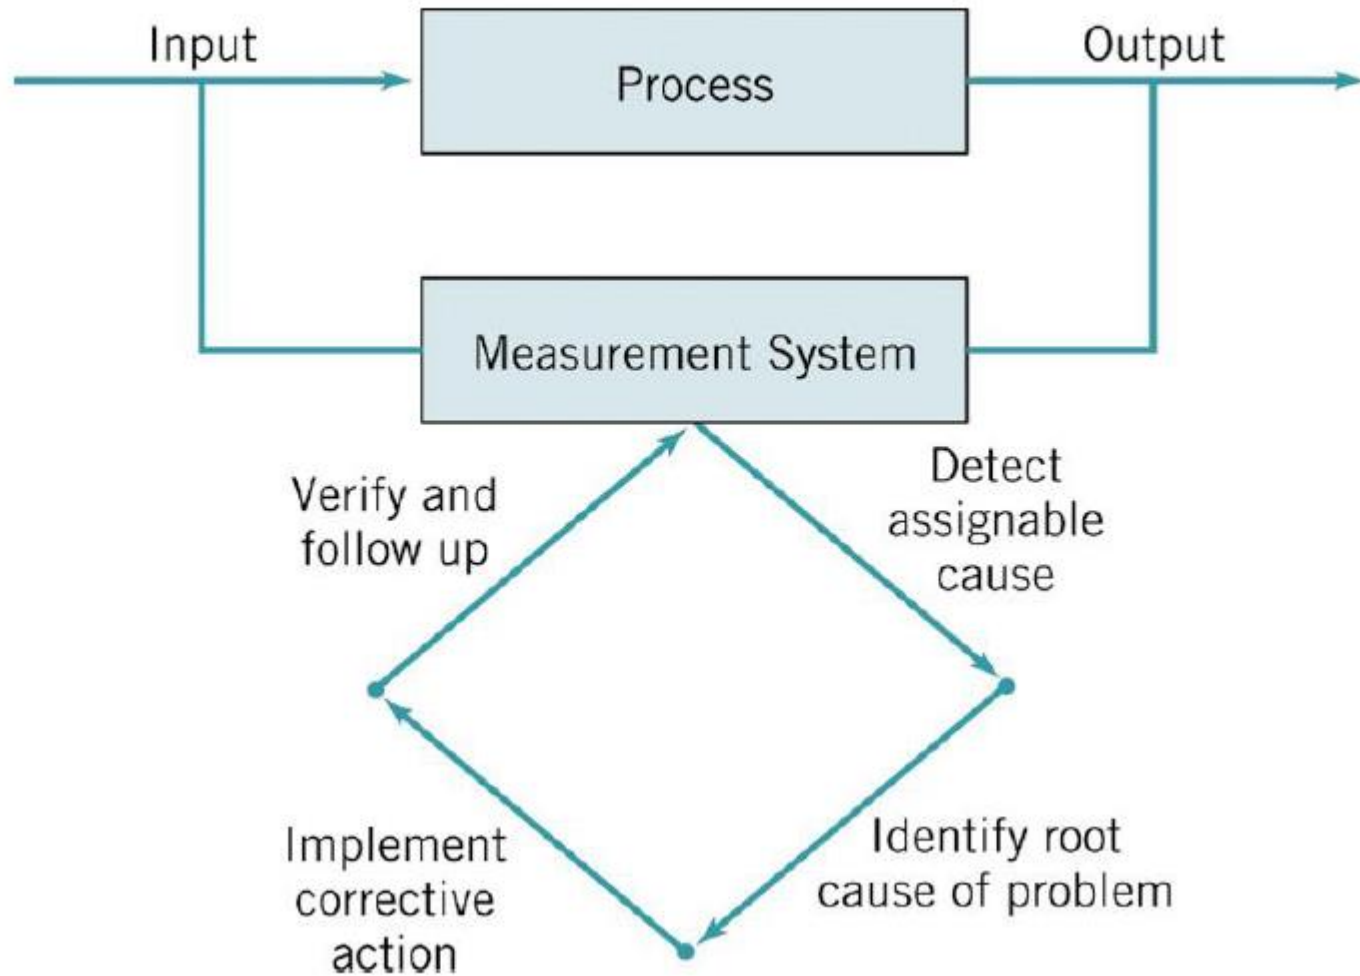 Input
Process
Output
Measurement System
Verify and
follow up
Detect
assignable
cause
Implement
corrective
action
Identify root
cause of problem